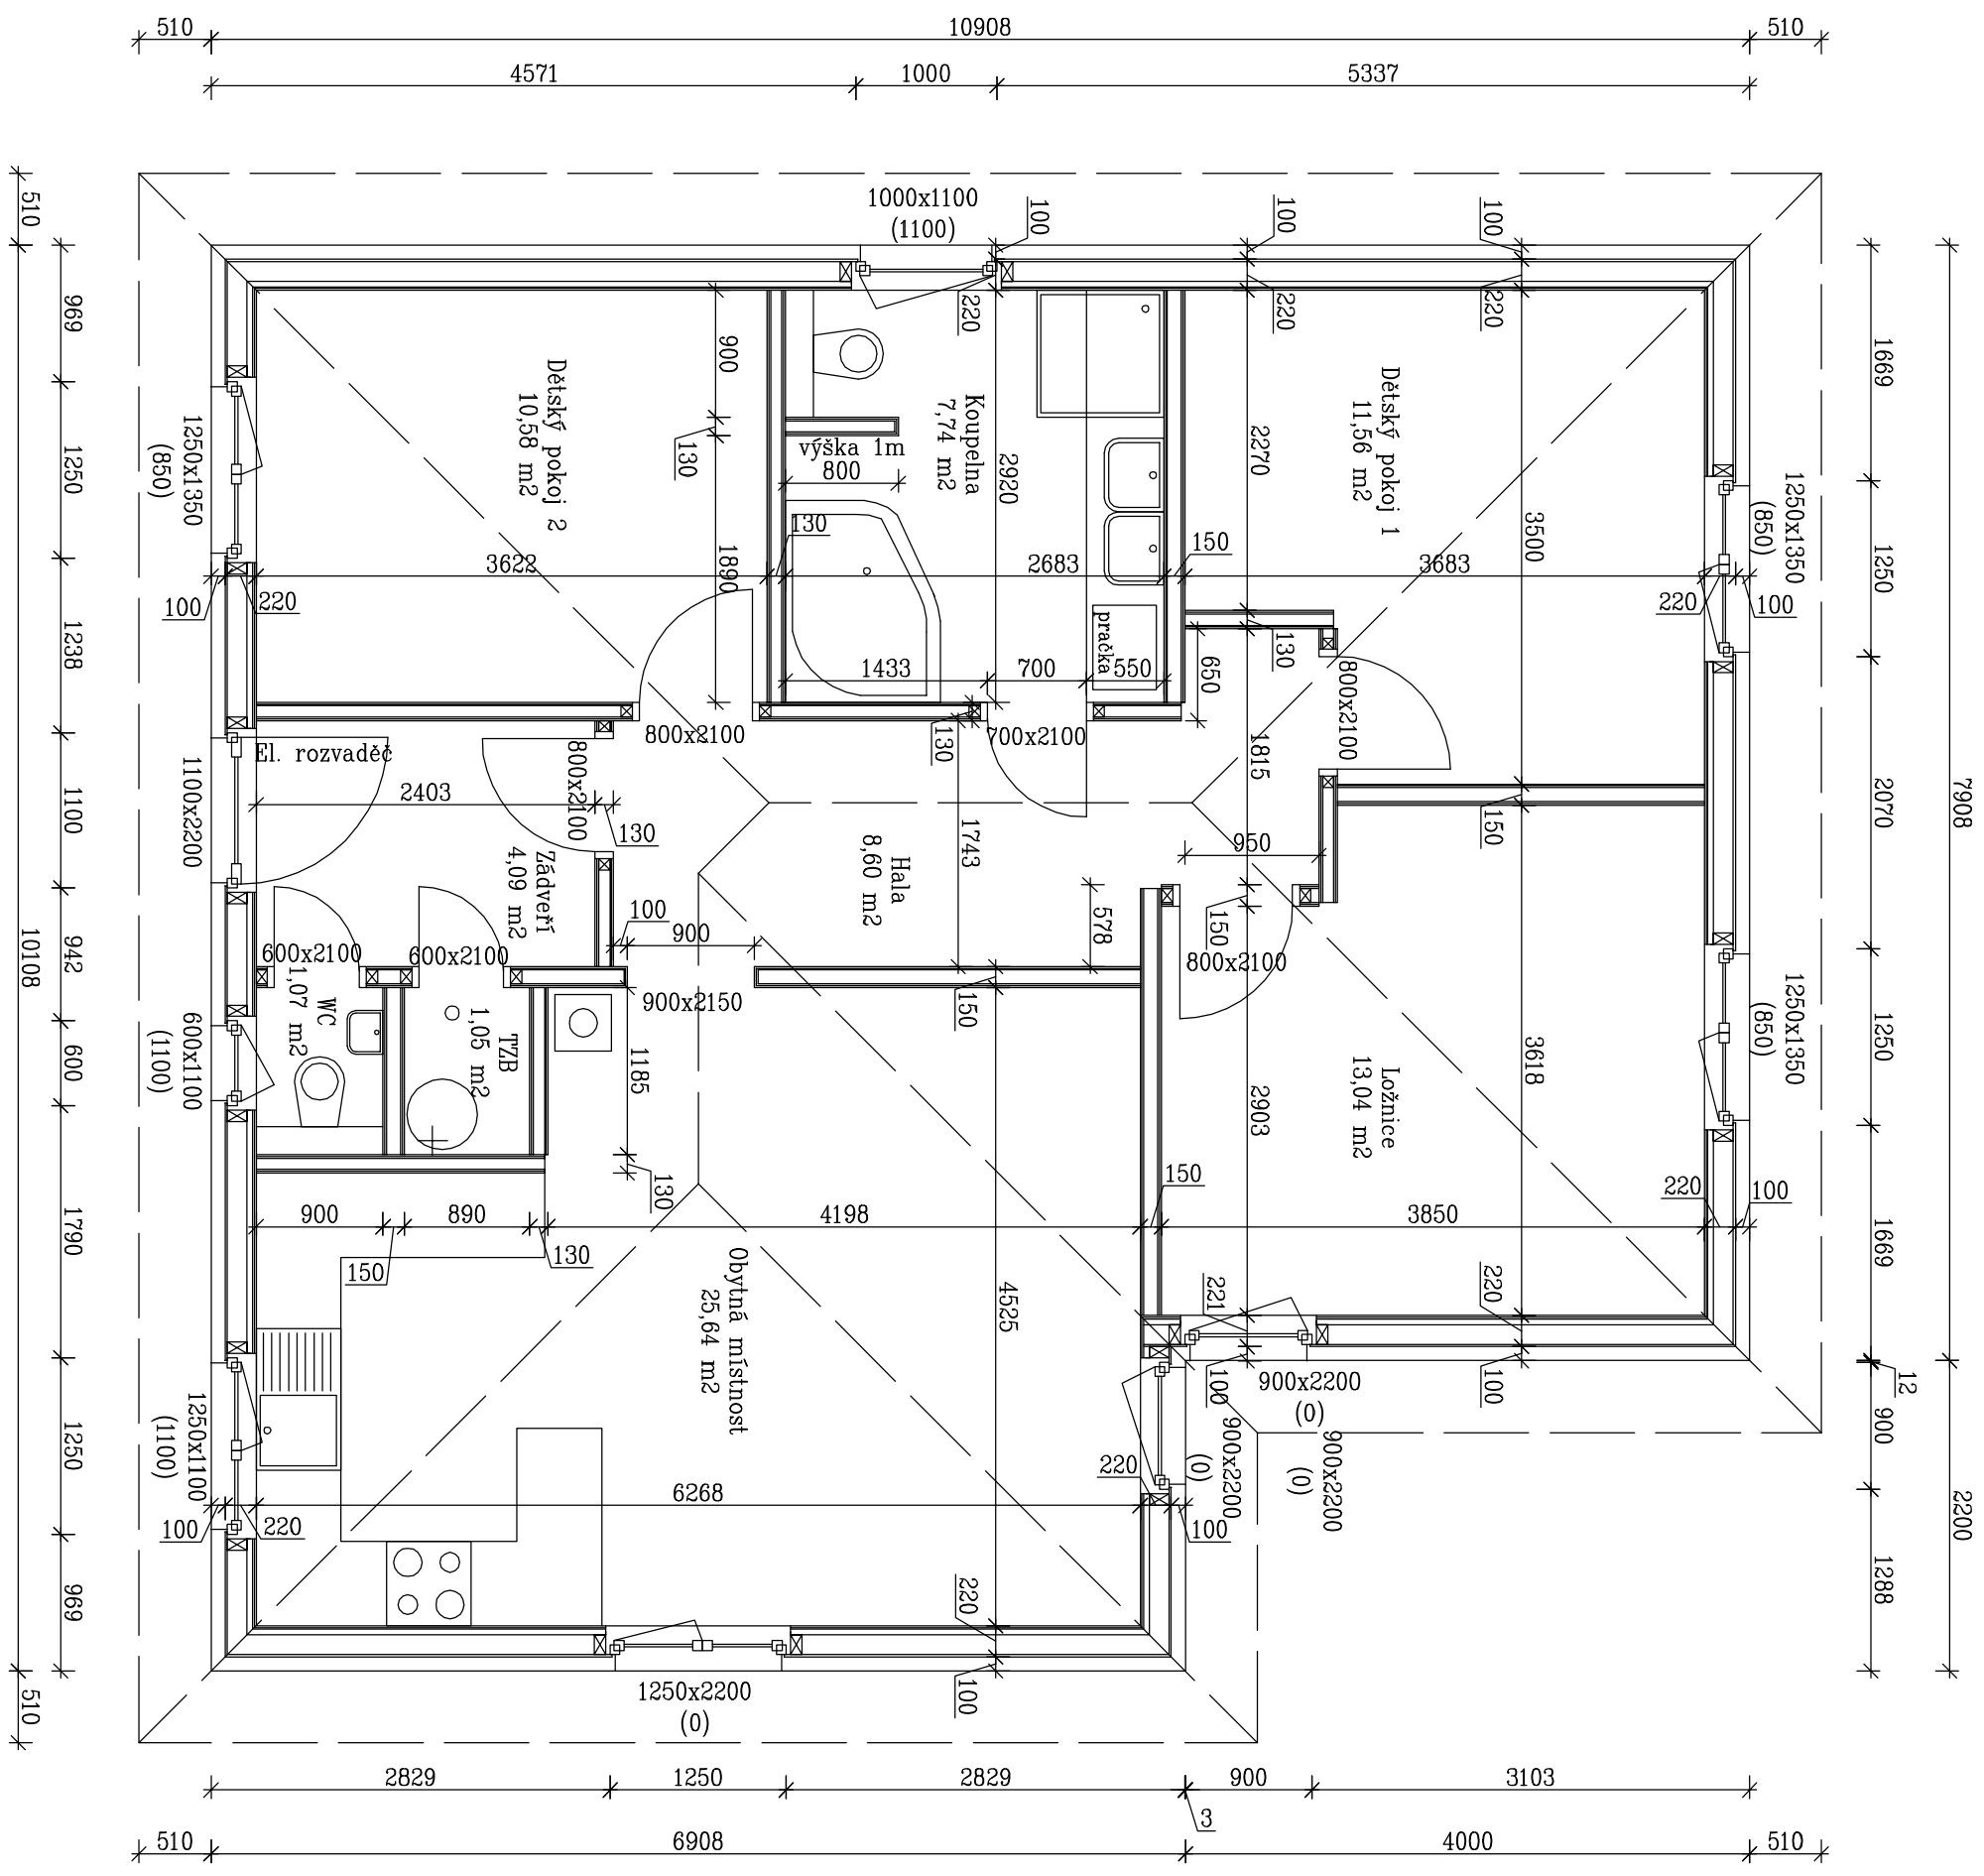 510
10908
510
4571
1000
5337
1000x1100
(1100)
100
220
100
220
100
220
510
969
1250
1238
1100
942
600
1790
1250
969
10108
510
1669
1250
2070
1250
1669
12
900
1288
7908
2200
Dětský pokoj 2
10,58 m2
900
130
1890
výška 1m
800
Koupelna
7,74 m2
2920
Dětský pokoj 1
11,56 m2
2270
3500
1250x1350
(850)
1250x1350
(850)
3622
130
2683
150
3683
100
220
220
100
pračka
1433
700
550
650
130
800x2100
800x2100
130
700x2100
1815
El. rozvaděč
800x2100
2403
130
1100x2200
Zádveří
4,09 m2
Hala
8,60 m2
1743
950
150
150
578
800x2100
100
900
600x2100
600x2100
900x2150
150
WC
1,07 m2
TZB
1,05 m2
600x1100
(1100)
1185
130
Ložnice
13,04 m2
2903
3618
1250x1350
(850)
900
150
890
130
4198
150
3850
220
100
Obytná místnost
25,64 m2
4525
221
100
220
100
900x2200
(0)
900x2200
(0)
900x2200
(0)
1250x1100
(1100)
100
220
6268
220
100
220
100
1250x2200
(0)
2829
1250
2829
900
3103
3
510
6908
4000
510